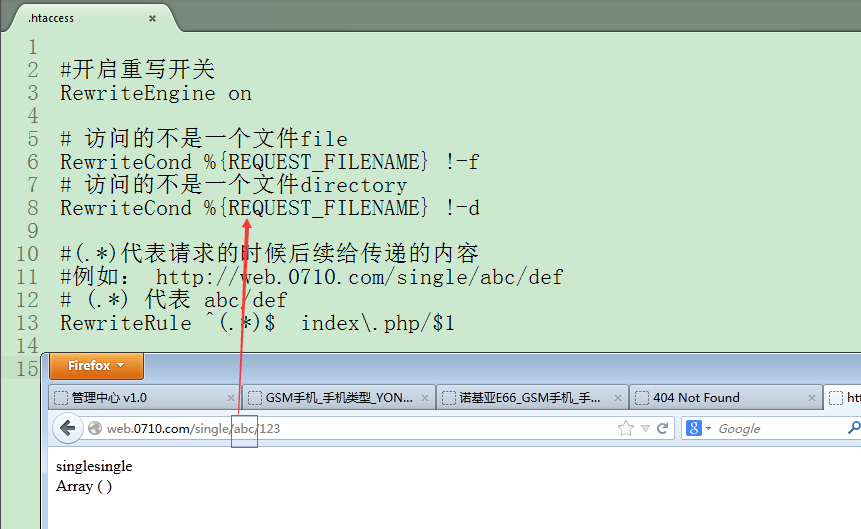 .htaccess ×
1
2 #开启重写开关
3 RewriteEngine on
4
5 # 访问的不是一个文件file
6 RewriteCond %{REQUEST_FILENAME} !-f
7 # 访问的不是一个文件directory
8 RewriteCond %{REQUEST_FILENAME} !-d
9
10 #(.*)代表请求的时候后续给传递的内容
11 #例如: http://web.0710.com/single/abc/def
12 # (.*) 代表 abc/def
13 RewriteRule ^(.*)$ index\.php/$1
14
15
Firefox
管理中心 v1.0 × GSM手机_手机类型_YON... × 诺基亚E66_GSM手机_手... × 404 Not Found × htt
web.0710.com/single/abc/123 8 Google
singlesingle
Array ( )